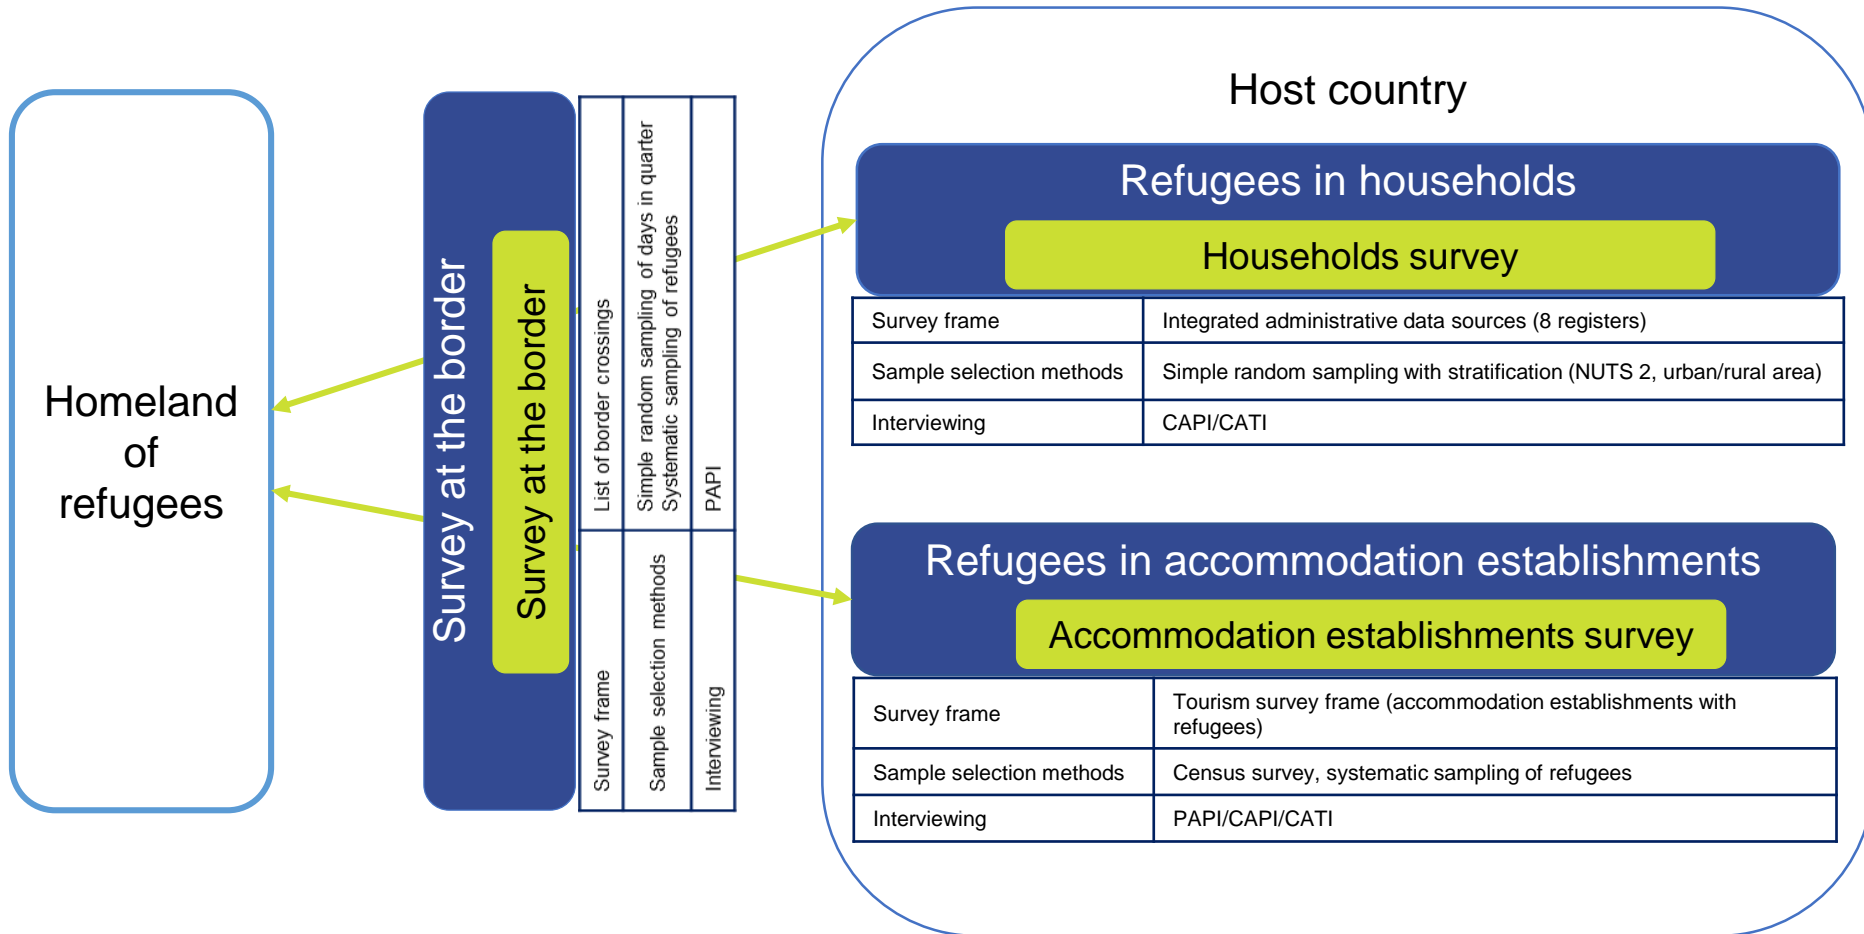 Homeland
of
refugees
Survey at the border
Survey at the border
Survey frame
List of border crossings
Sample selection methods
Simple random sampling of days in quarter
Systematic sampling of refugees
Interviewing
PAPI
Host country
Refugees in households
Households survey
Survey frame
Integrated administrative data sources (8 registers)
Sample selection methods
Simple random sampling with stratification (NUTS 2, urban/rural area)
Interviewing
CAPI/CATI
Refugees in accommodation establishments
Accommodation establishments survey
Survey frame
Tourism survey frame (accommodation establishments with
refugees)
Sample selection methods
Census survey, systematic sampling of refugees
Interviewing
PAPI/CAPI/CATI